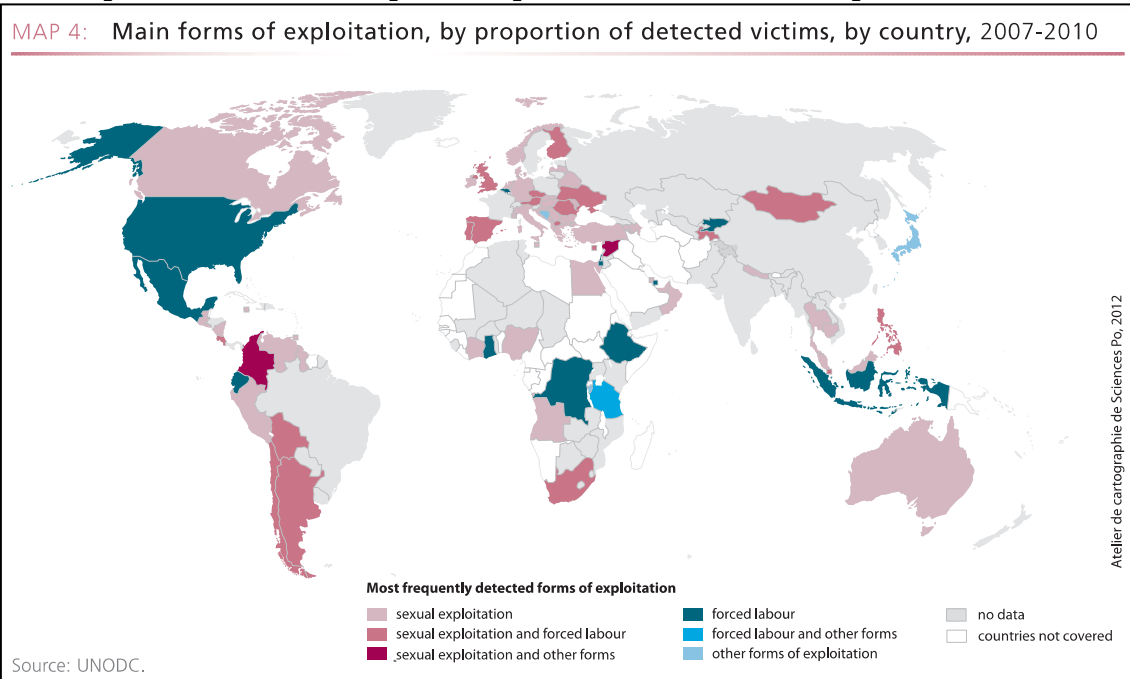 MAP 4: Main forms of exploitation, by proportion of detected victims, by country, 2007-2010
Atelier de cartographie de Sciences Po, 2012
Most frequently detected forms of exploitation
sexual exploitation
sexual exploitation and forced labour
sexual exploitation and other forms
forced labour
forced labour and other forms
other forms of exploitation
no data
countries not covered
Source: UNODC.